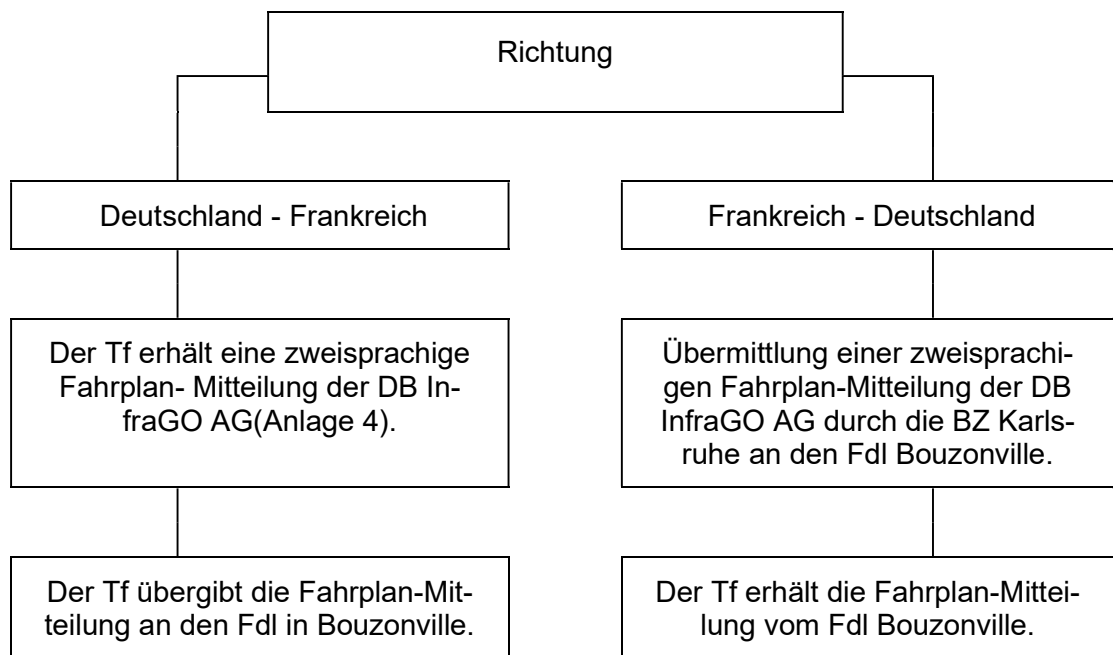 Richtung
Deutschland - Frankreich
Frankreich - Deutschland
Der Tf erhält eine zweisprachige
Fahrplan- Mitteilung der DB In-
fraGO AG(Anlage 4).
Übermittlung einer zweisprachi-
gen Fahrplan-Mitteilung der DB
InfraGO AG durch die BZ Karls-
ruhe an den Fdl Bouzonville.
Der Tf übergibt die Fahrplan-Mit-
teilung an den Fdl in Bouzonville.
Der Tf erhält die Fahrplan-Mittei-
lung vom Fdl Bouzonville.